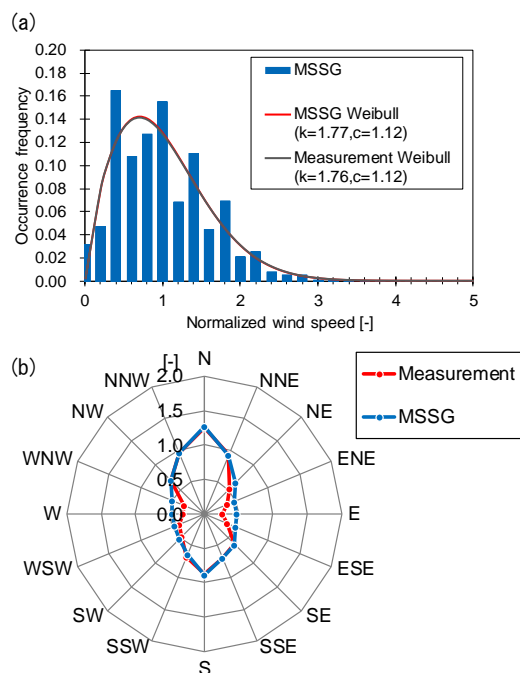 (a)
0.20
0.18
0.16
0.14
0.12
0.10
0.08
0.06
0.04
0.02
0.00
Occurrence frequency
0
1
2
3
4
5
Normalized wind speed [-]
MSSG
MSSG Weibull
(k=1.77,c=1.12)
Measurement Weibull
(k=1.76,c=1.12)
(b)
[-]
2.0
1.5
1.0
0.5
0.0
N
NNE
NE
ENE
E
ESE
SE
SSE
S
SSW
SW
WSW
W
WNW
NW
NNW
Measurement
MSSG